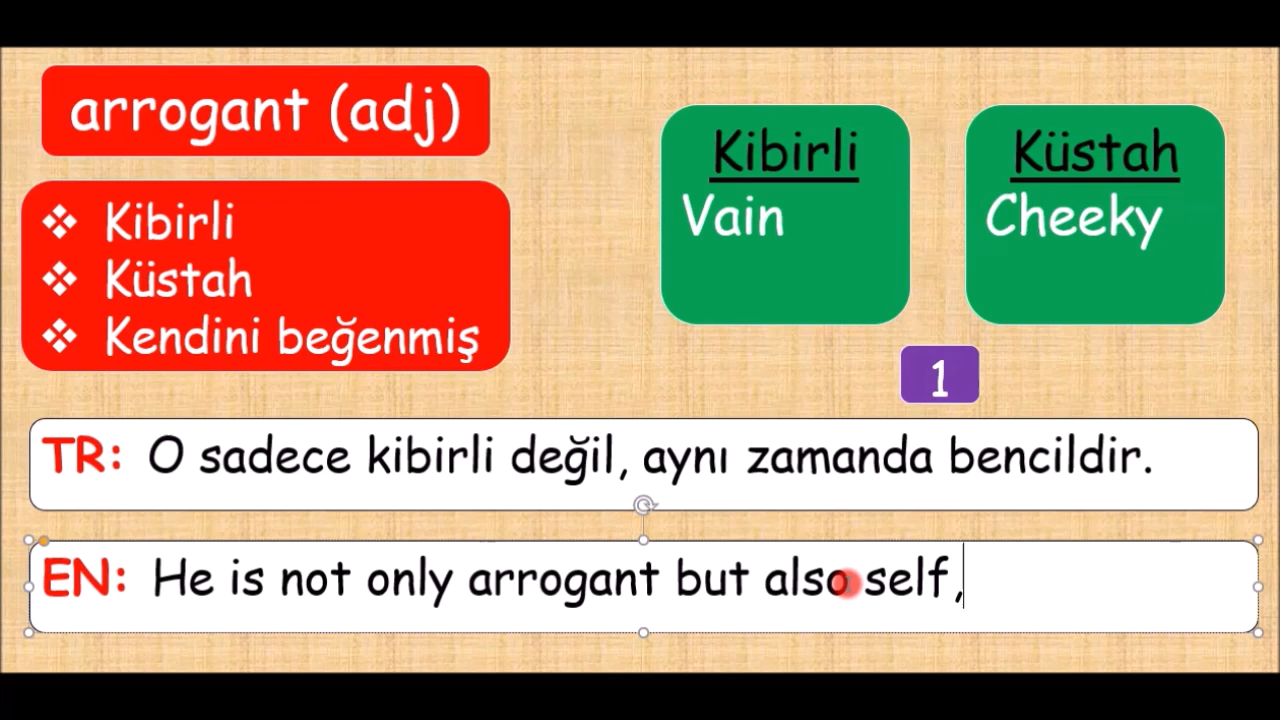 arrogant (adj)
Kibirli
Küstah
Kendini beğenmiş
Kibirli
Vain
Küstah
Cheeky
1
TR: O sadece kibirli değil, aynı zamanda bencildir.
EN: He is not only arrogant but also self,